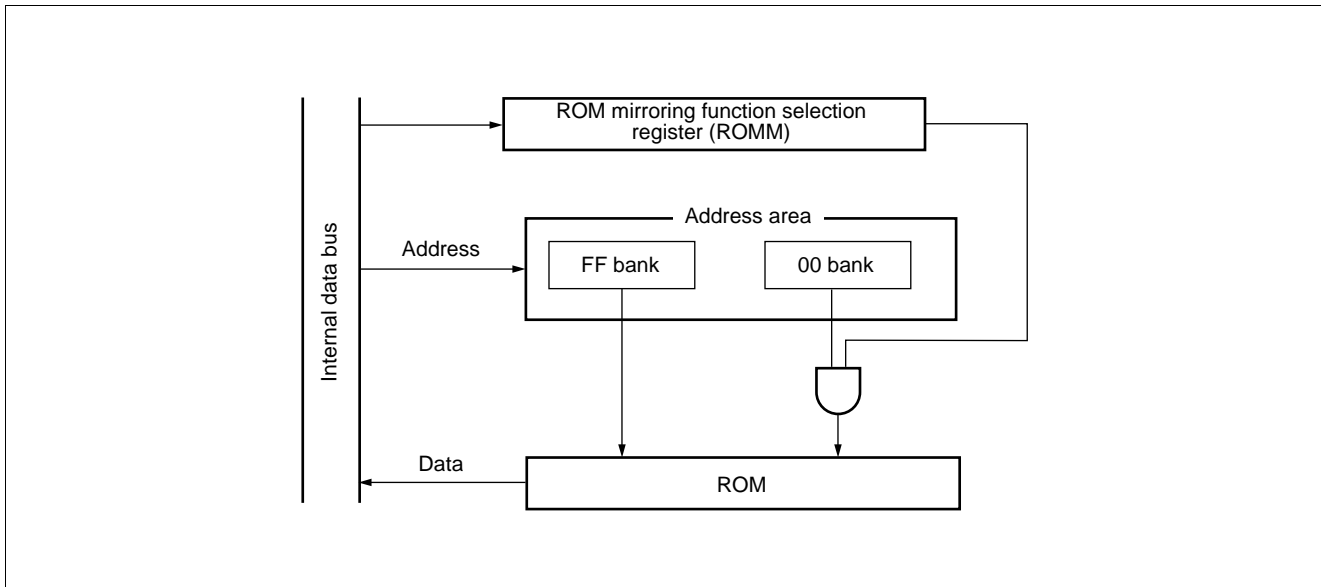 ROM mirroring function selection
register (ROMM)
Address area
Address
FF bank
00 bank
Internal data bus
Data
ROM